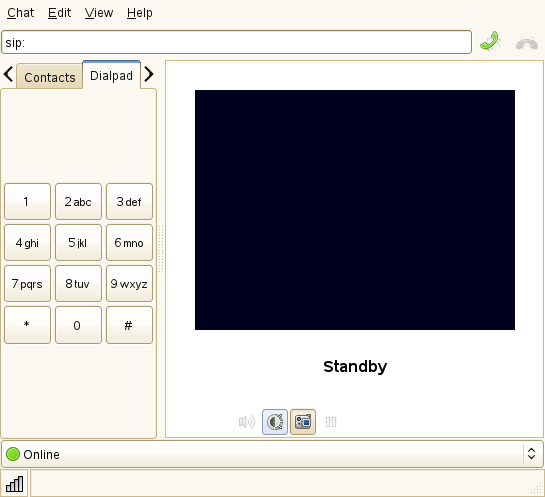 Chat Edit View Help
sip:
Contacts Dialpad
1 2 abc 3 def
4 ghi 5 jkl 6 mno
7 pqrs 8 tuv 9 wxyz
* 0 #
Standby
Online